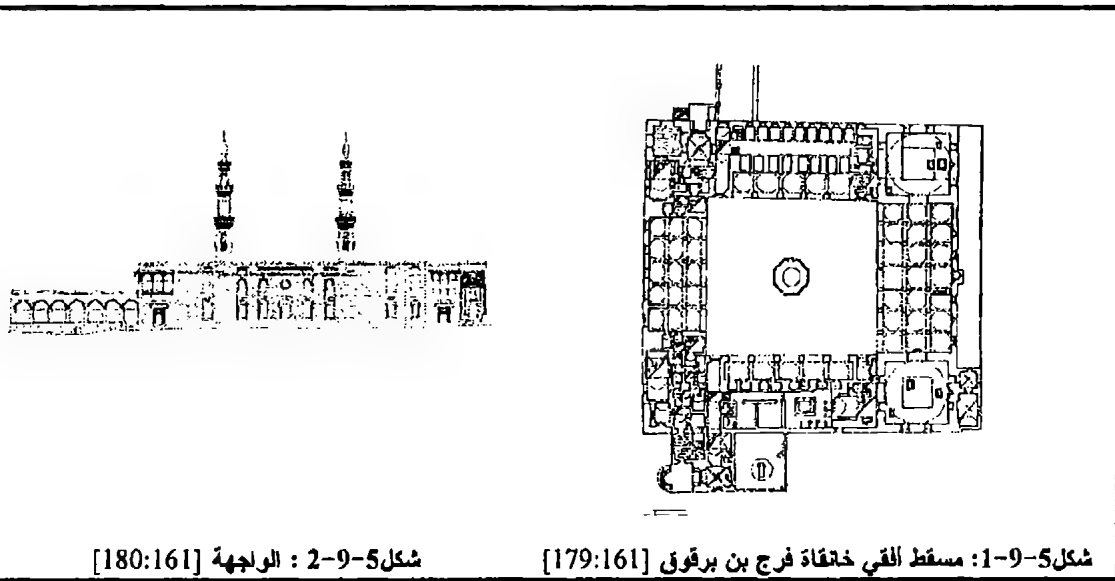 شكل5-9-1: مسقط أفقي خانقاة فرج بن برقوق [179:161]
شكل5-9-2 : الواجهة [180:161]